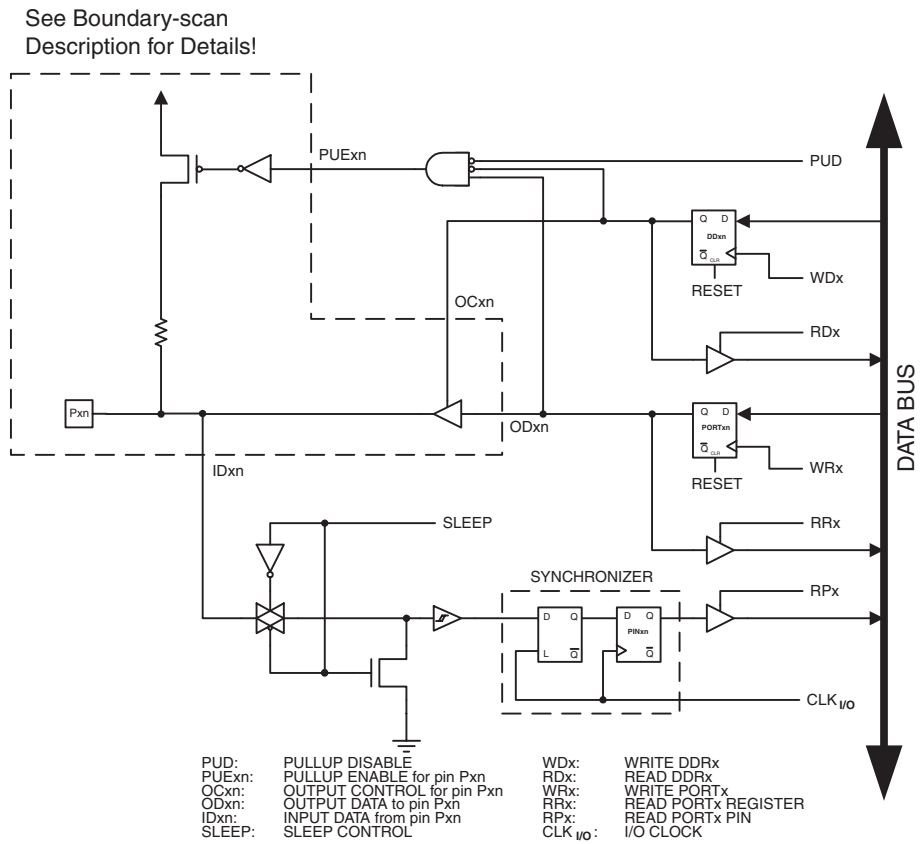 See Boundary-scan
Description for Details!
PUExn
PUD
Q D
DDxn
Q
CLR
WDx
RESET
OCxn
RDx
Pxn
ODxn
Q D
PORTxn
Q
CLR
WRx
RESET
IDxn
SLEEP
RRx
SYNCHRONIZER
RPx
D Q
L Q
D Q
PINxn
Q
CLK I/O
DATA BUS
PUD: PULLUP DISABLE
PUExn: PULLUP ENABLE for pin Pxn
OCxn: OUTPUT CONTROL for pin Pxn
ODxn: OUTPUT DATA to pin Pxn
IDxn: INPUT DATA from pin Pxn
SLEEP: SLEEP CONTROL
WDx: WRITE DDRx
RDx: READ DDRx
WRx: WRITE PORTx
RRx: READ PORTx REGISTER
RPx: READ PORTx PIN
CLK I/O: I/O CLOCK